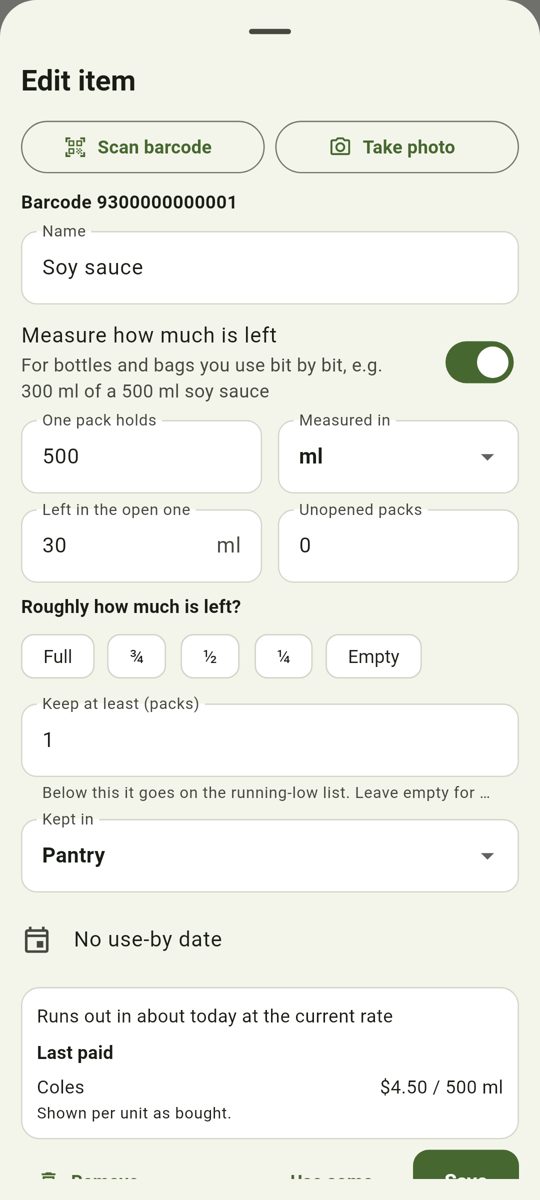 Edit item
Scan barcode
Take photo
Barcode 9300000000001
Name
Soy sauce
Measure how much is left
For bottles and bags you use bit by bit, e.g.
300 ml of a 500 ml soy sauce
One pack holds
500
Measured in
ml
Left in the open one
30 ml
Unopened packs
0
Roughly how much is left?
Full
¾
½
¼
Empty
Keep at least (packs)
1
Below this it goes on the running-low list. Leave empty for …
Kept in
Pantry
No use-by date
Runs out in about today at the current rate
Last paid
Coles $4.50 / 500 ml
Shown per unit as bought.
Remove
Use some
Save